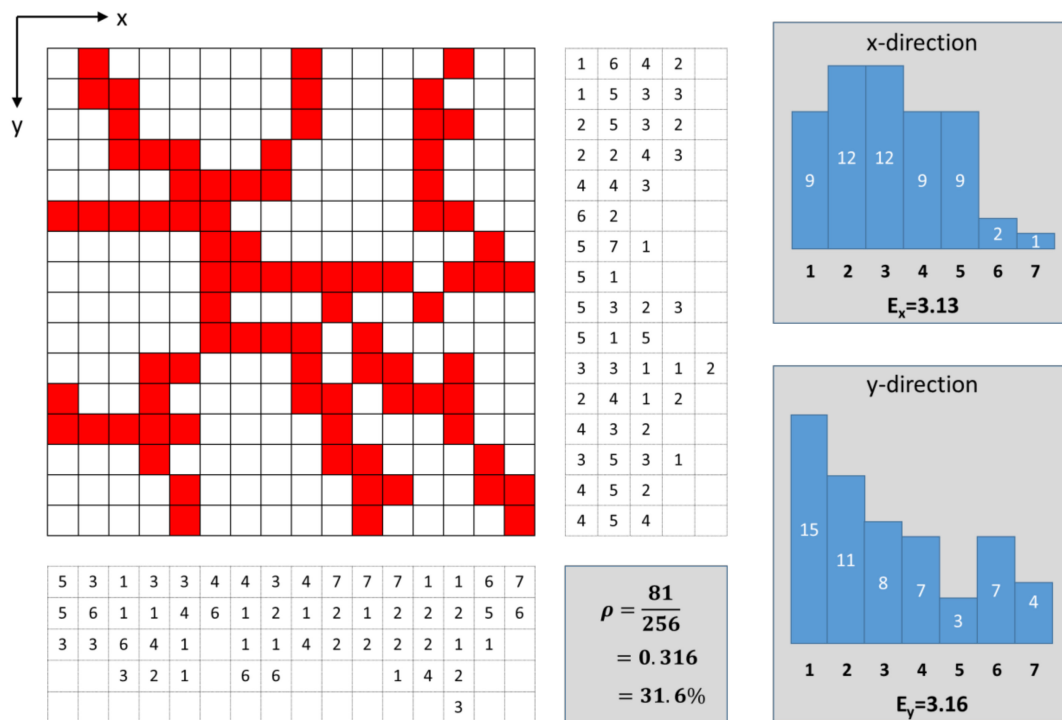 x
y
1 6 4 2
1 5 3 3
2 5 3 2
2 2 4 3
4 4 3
6 2
5 7 1
5 1
5 3 2 3
5 1 5
3 3 1 1 2
2 4 1 2
4 3 2
3 5 3 1
4 5 2
4 5 4
5 3 1 3 3 4 4 3 4 7 7 7 1 1 6 7
5 6 1 1 4 6 1 2 1 2 1 2 2 2 5 6
3 3 6 4 1 1 1 4 2 2 2 2 1 1
3 2 1 6 6 1 4 2
3
ρ = 81/256
= 0.316
= 31.6%
x-direction
9 12 12 9 9 2 1
1 2 3 4 5 6 7
Ex=3.13
y-direction
15 11 8 7 3 7 4
1 2 3 4 5 6 7
Ey=3.16